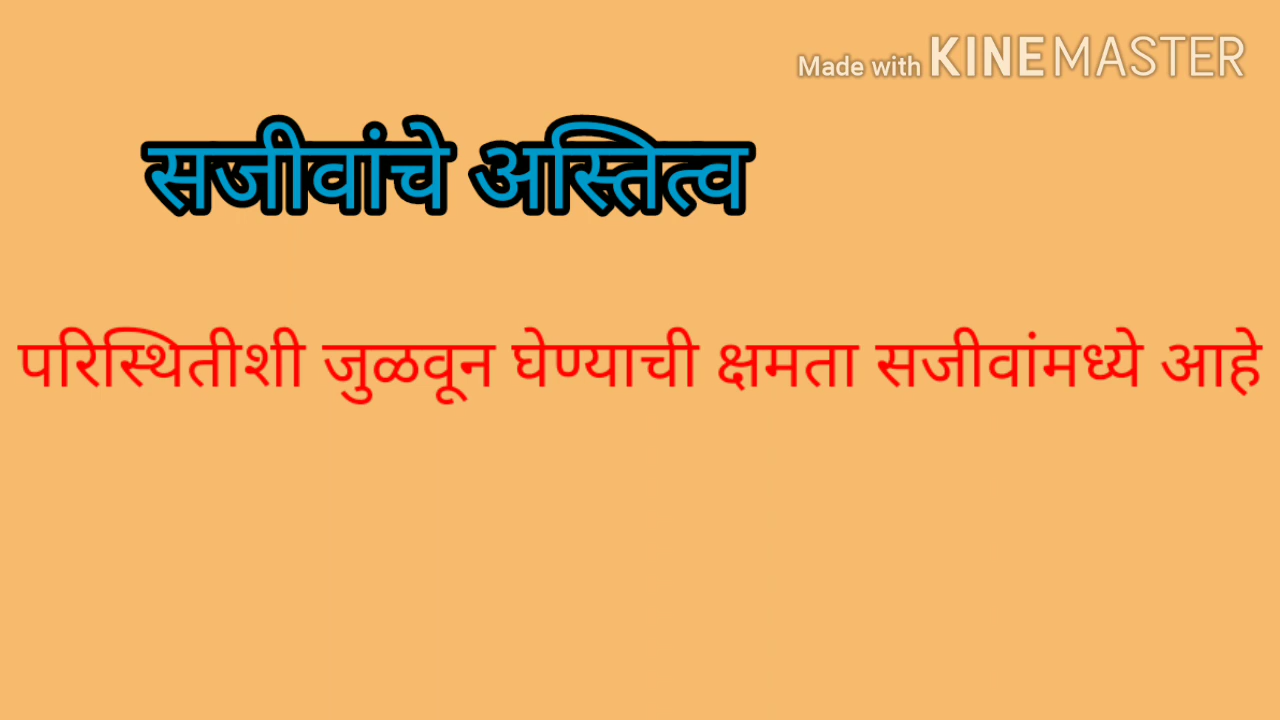 Made with KINEMASTER
सजीवांचे अस्तित्व
परिस्थितीशी जुळवून घेण्याची क्षमता सजीवांमध्ये आहे